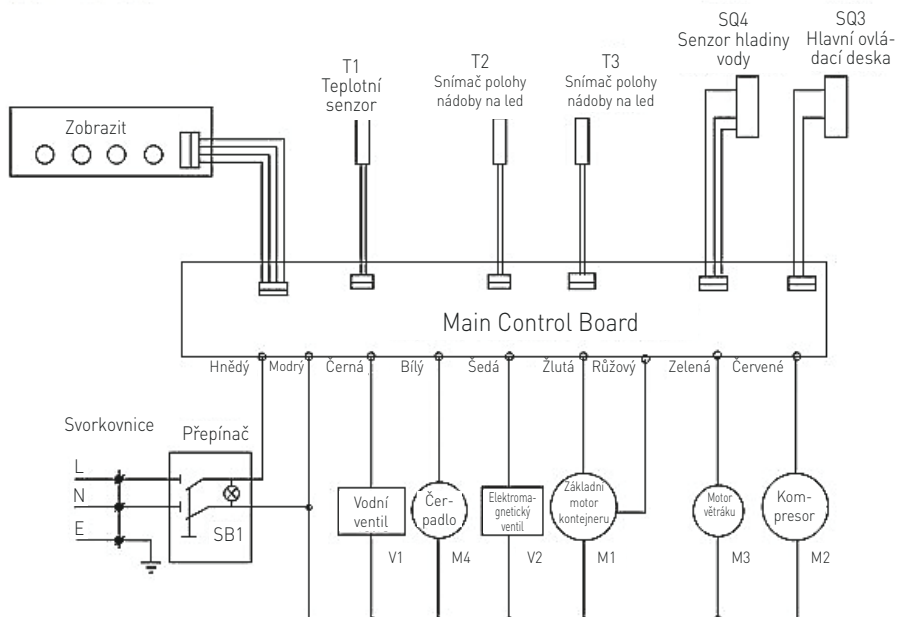 SQ4
Senzor hladiny
vody
SQ3
Hlavní ovlá-
dací deska
T1
Teplotní
senzor
T2
Snímač polohy
nádoby na led
T3
Snímač polohy
nádoby na led
Zobrazit
Main Control Board
Hnědý Modrý Černá Bílý Šedá Žlutá Růžový Zelená Červené
Svorkovnice
Přepínač
L
N
E
SB1
Vodní
ventil
V1
Čer-
padlo
M4
Elektroma-
gnetický
ventil
V2
Základní
motor
kontejneru
M1
Motor
větráku
M3
Kom-
presor
M2